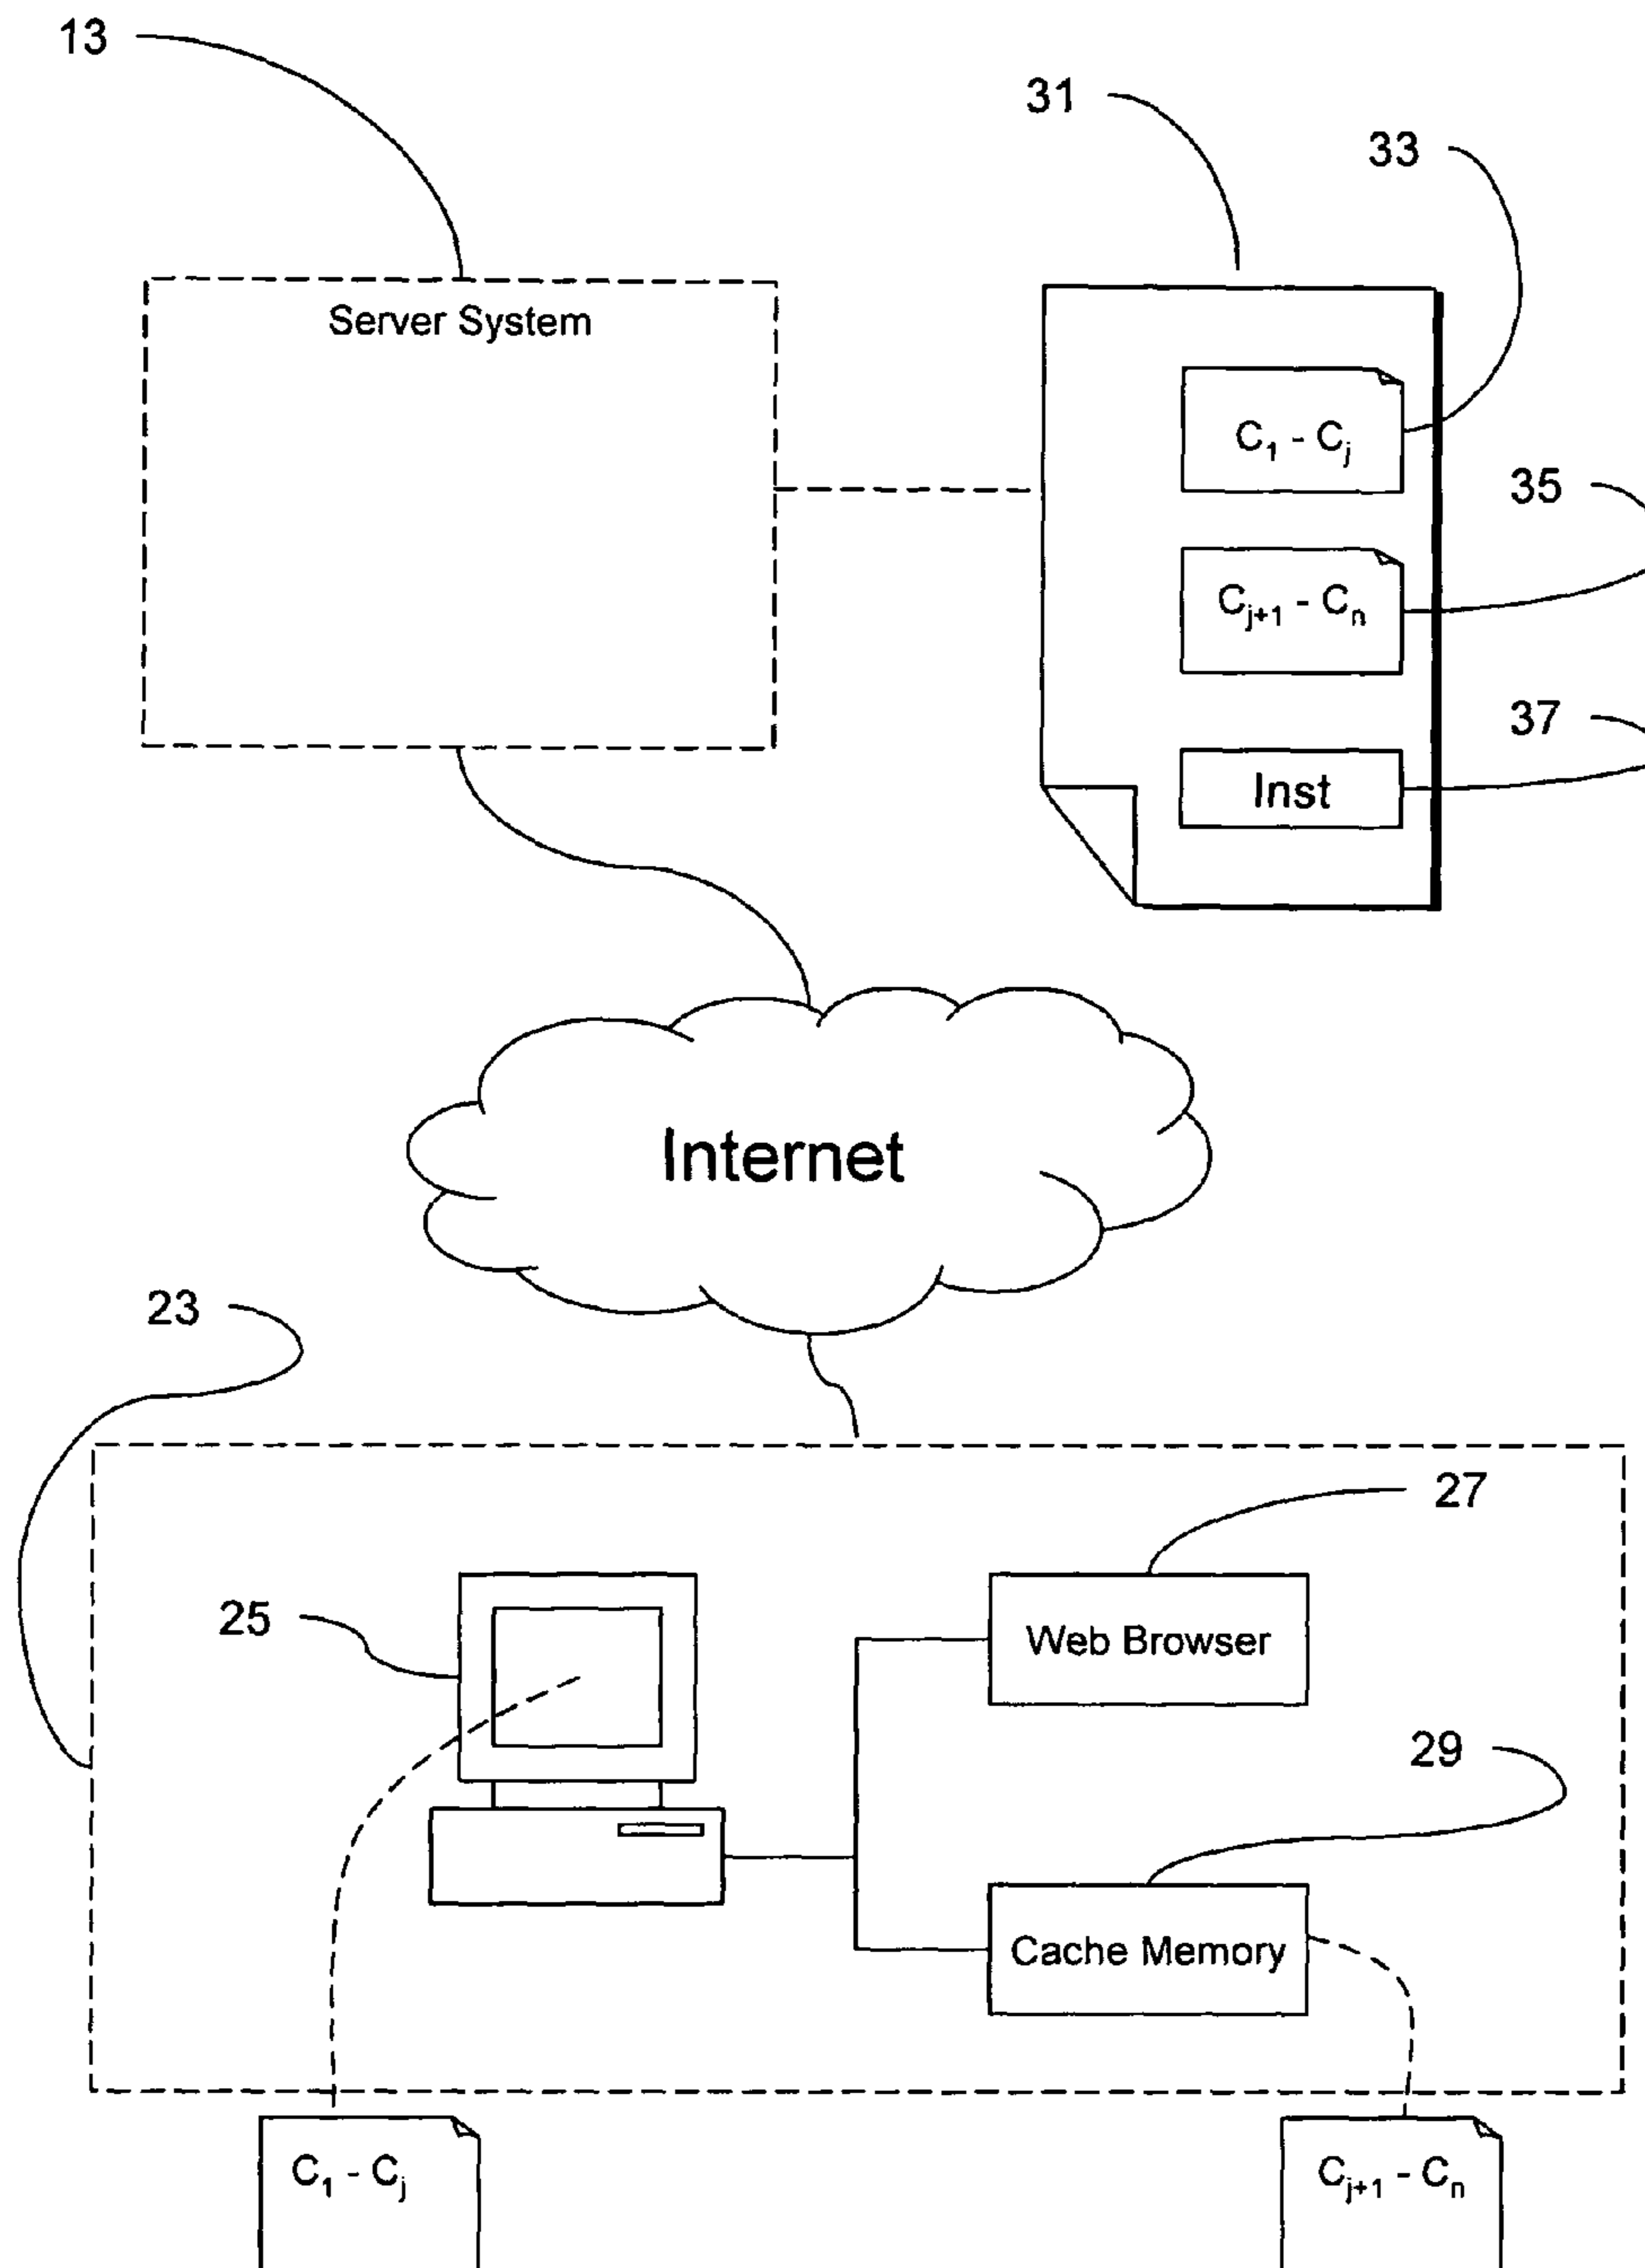 13
31
33
Server System
C₁ - Cⱼ
35
Cⱼ₊₁ - Cₙ
37
Inst
Internet
23
27
25
Web Browser
29
Cache Memory
C₁ - Cⱼ
Cⱼ₊₁ - Cₙ